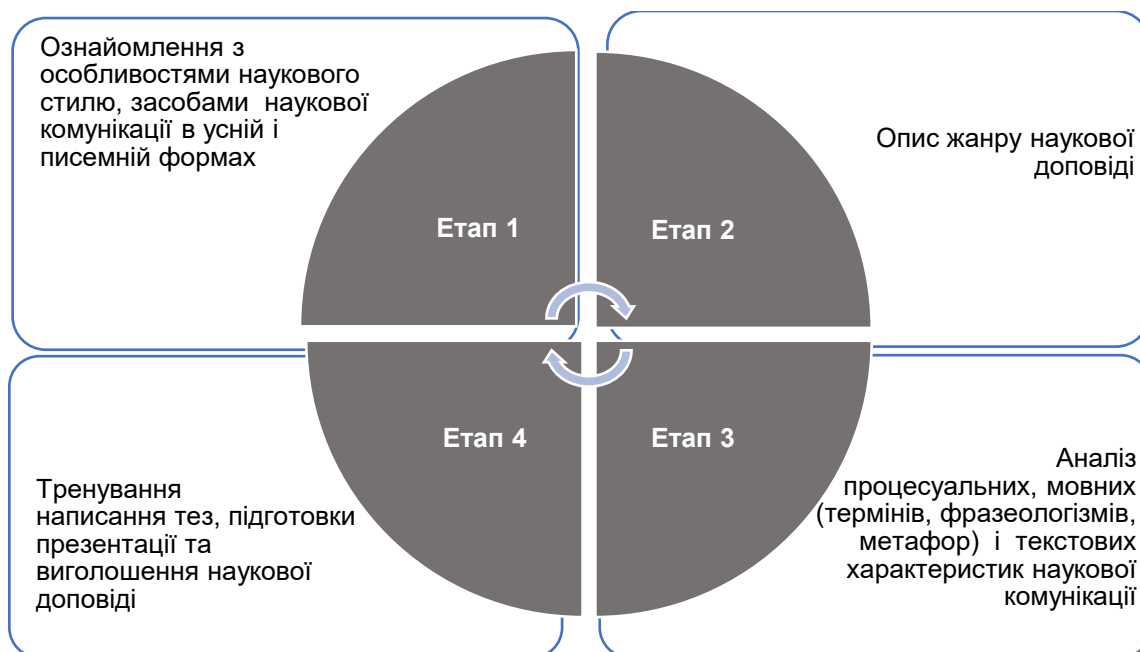 Ознайомлення з
особливостями наукового
стилю, засобами наукової
комунікації в усній і
писемній формах
Етап 1
Опис жанру наукової
доповіді
Етап 2
Аналіз
процесуальних, мовних
(термінів, фразеологізмів,
метафор) і текстових
характеристик наукової
комунікації
Етап 3
Тренування
написання тез, підготовки
презентації та
виголошення наукової
доповіді
Етап 4